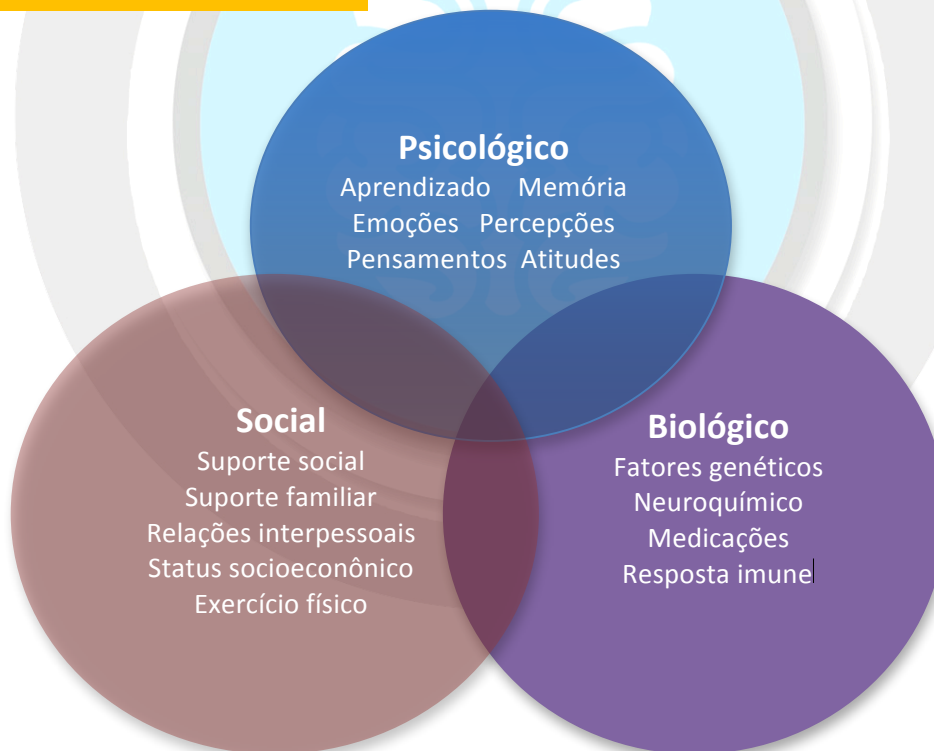 Psicológico
Aprendizado Memória
Emoções Percepções
Pensamentos Atitudes
Social
Suporte social
Suporte familiar
Relações interpessoais
Status socioeconônico
Exercício físico
Biológico
Fatores genéticos
Neuroquímico
Medicações
Resposta imune